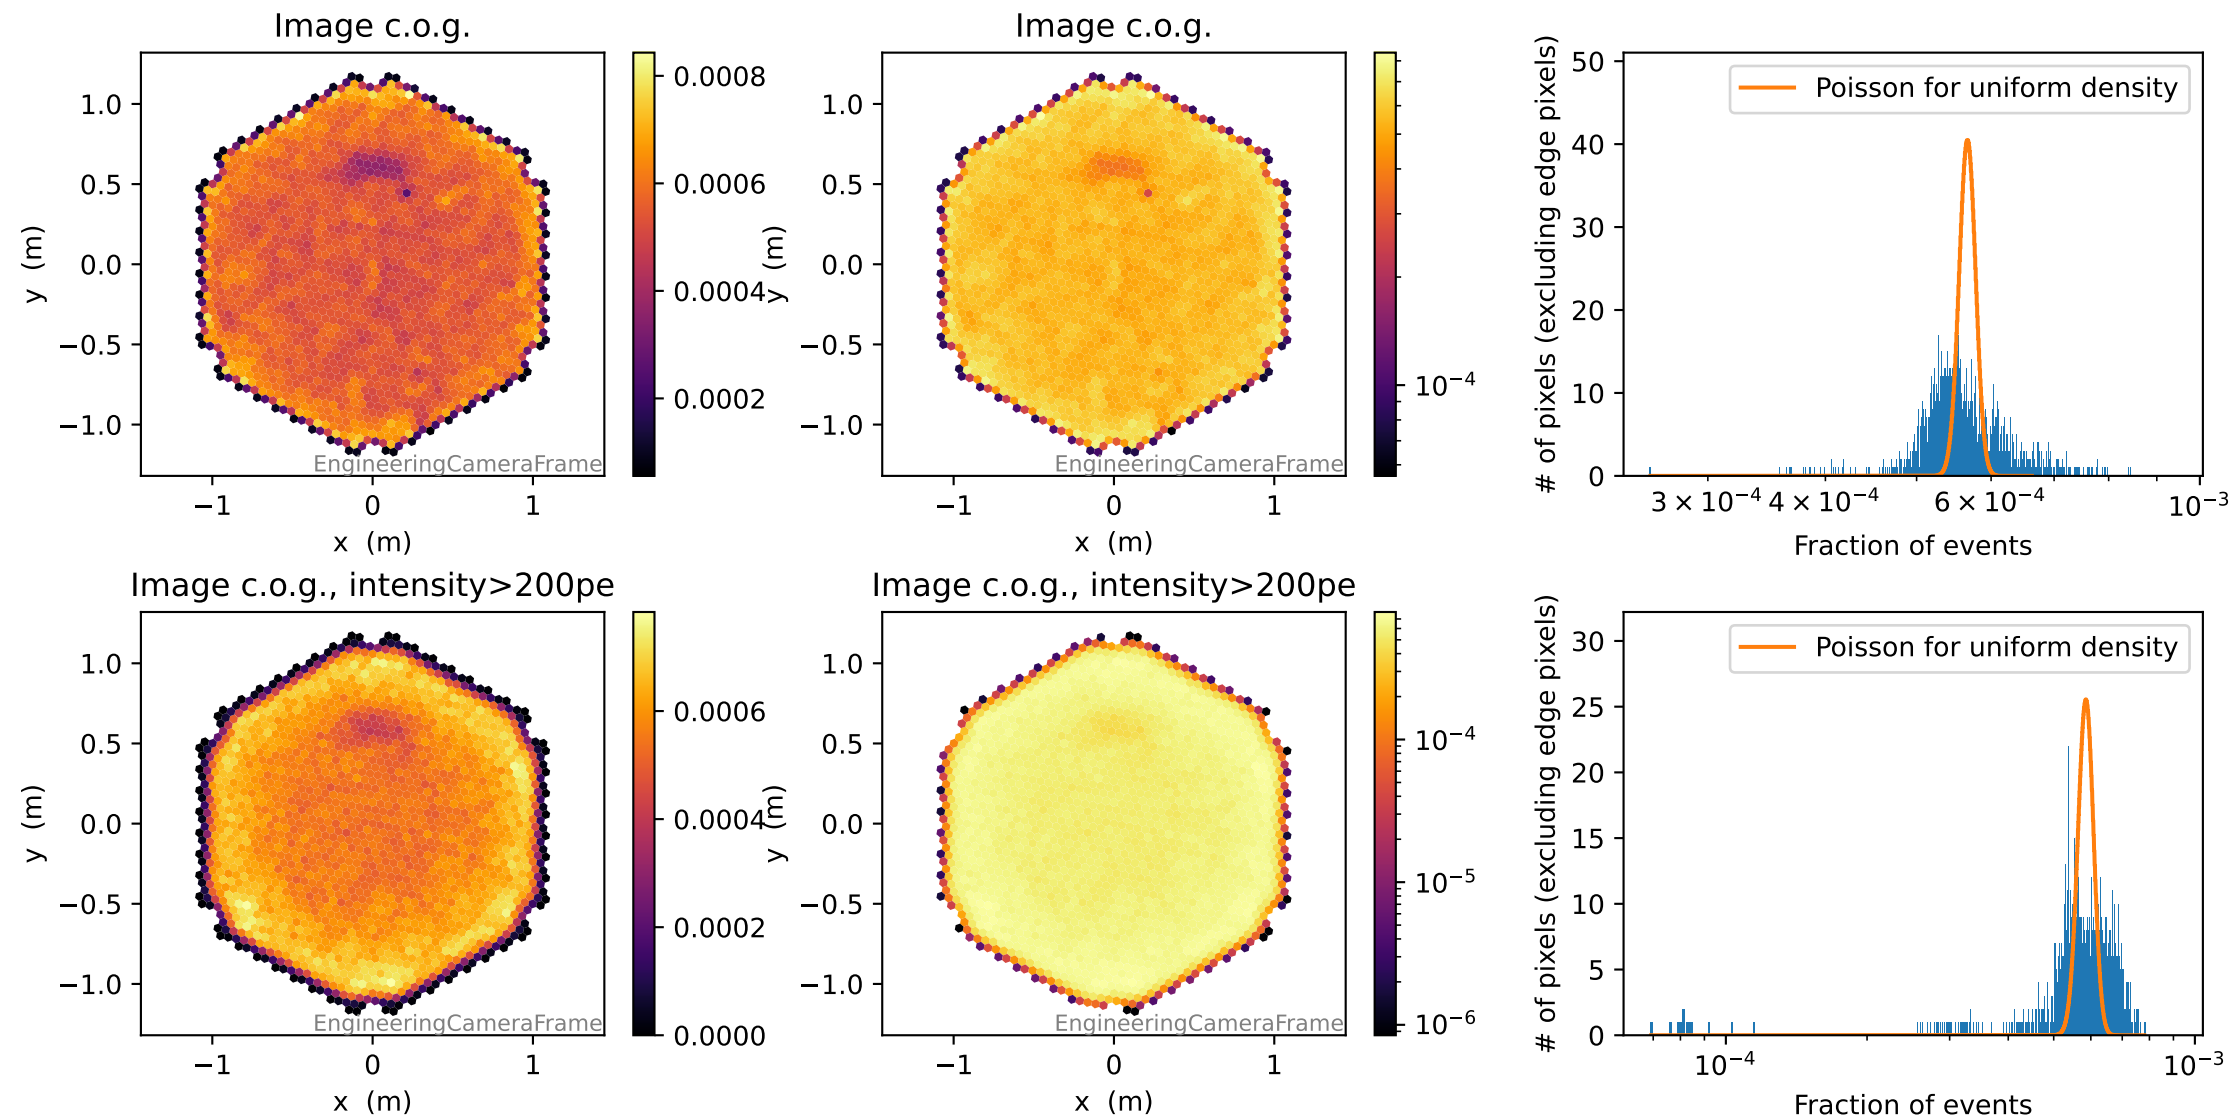 Image c.o.g.
1.0
0.5
0.0
−0.5
−1.0
y (m)
−1
0
1
x (m)
EngineeringCameraFrame
0.0008
0.0006
0.0004
0.0002
Image c.o.g.
1.0
0.5
0.0
−0.5
−1.0
y (m)
−1
0
1
x (m)
EngineeringCameraFrame
10⁻⁴
50
40
30
20
10
0
# of pixels (excluding edge pixels)
Poisson for uniform density
3 × 10⁻⁴
4 × 10⁻⁴
6 × 10⁻⁴
10⁻³
Fraction of events
Image c.o.g., intensity>200pe
1.0
0.5
0.0
−0.5
−1.0
y (m)
−1
0
1
x (m)
EngineeringCameraFrame
0.0006
0.0004
0.0002
0.0000
Image c.o.g., intensity>200pe
1.0
0.5
0.0
−0.5
−1.0
y (m)
−1
0
1
x (m)
EngineeringCameraFrame
10⁻⁴
10⁻⁵
10⁻⁶
30
25
20
15
10
5
0
# of pixels (excluding edge pixels)
Poisson for uniform density
10⁻⁴
10⁻³
Fraction of events